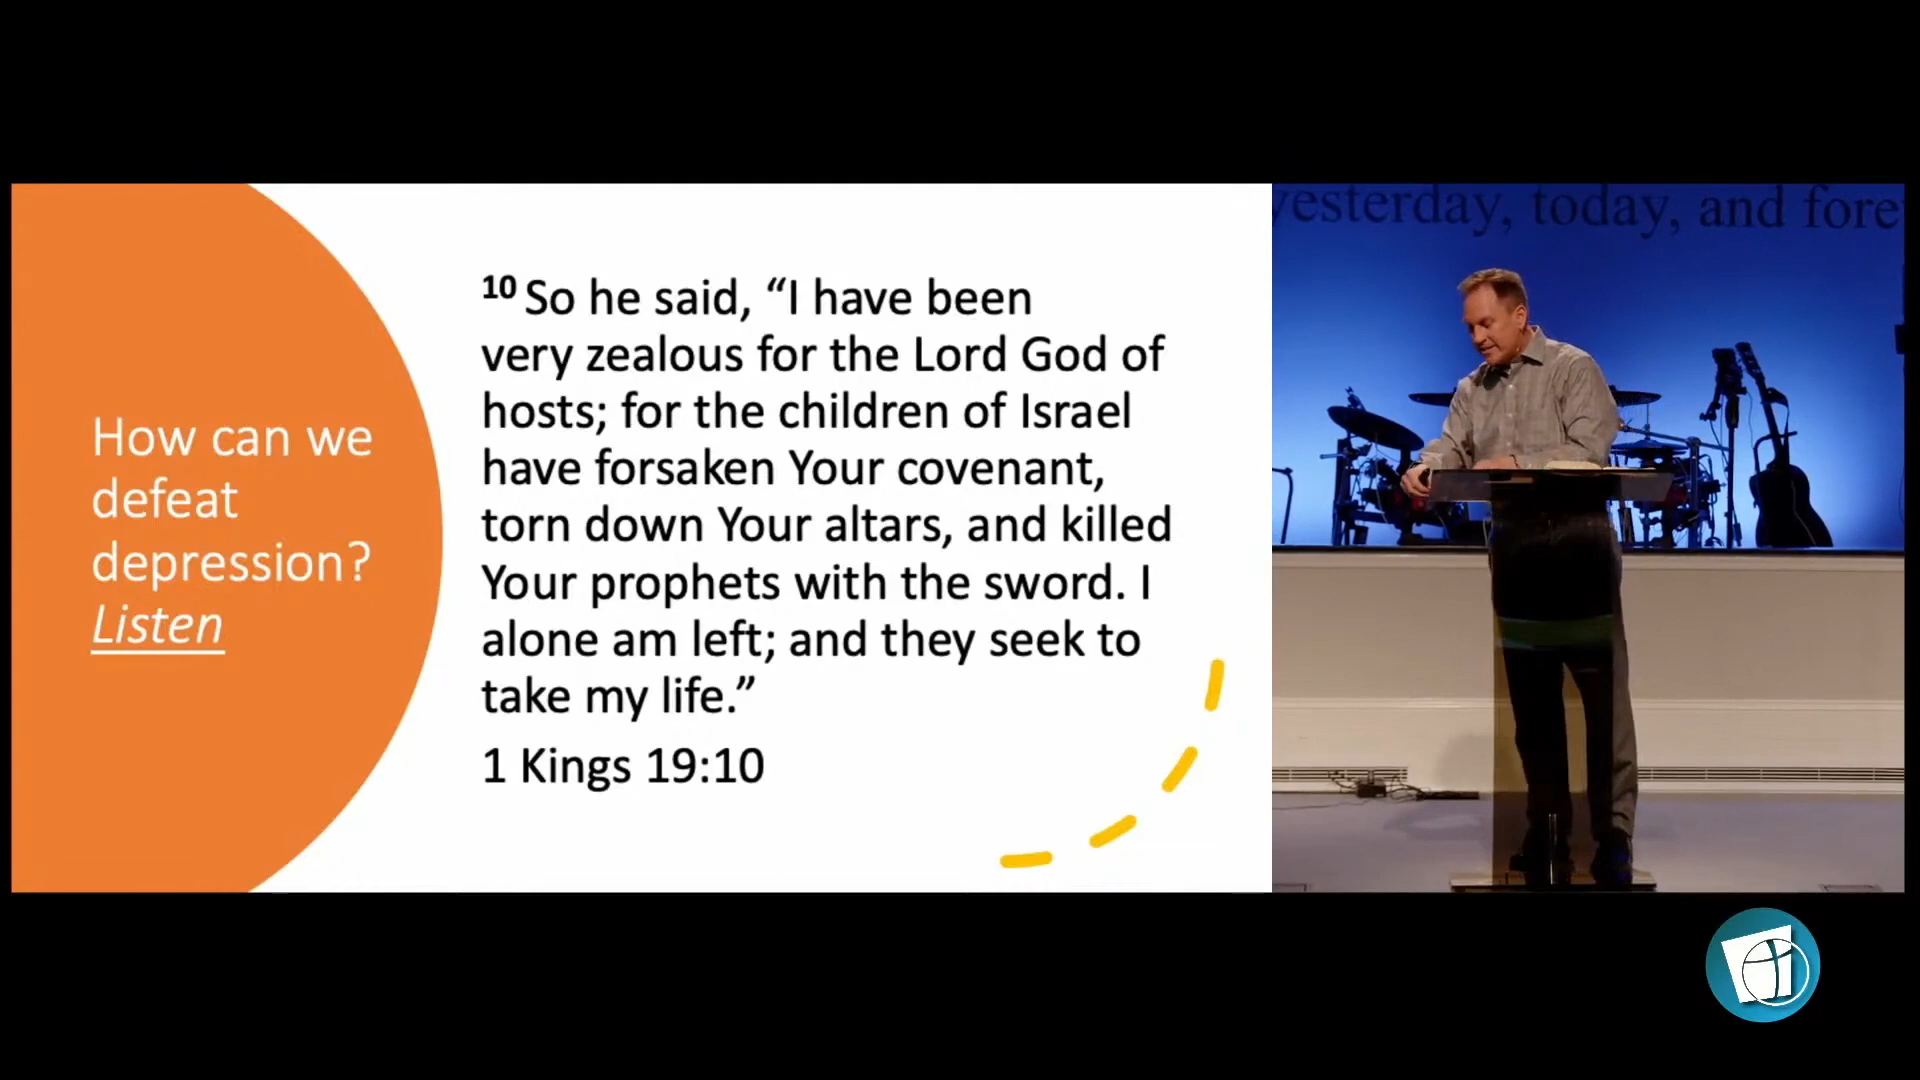 How can we
defeat
depression?
Listen
10 So he said, “I have been
very zealous for the Lord God of
hosts; for the children of Israel
have forsaken Your covenant,
torn down Your altars, and killed
Your prophets with the sword. I
alone am left; and they seek to
take my life.”
1 Kings 19:10
yesterday, today, and fore